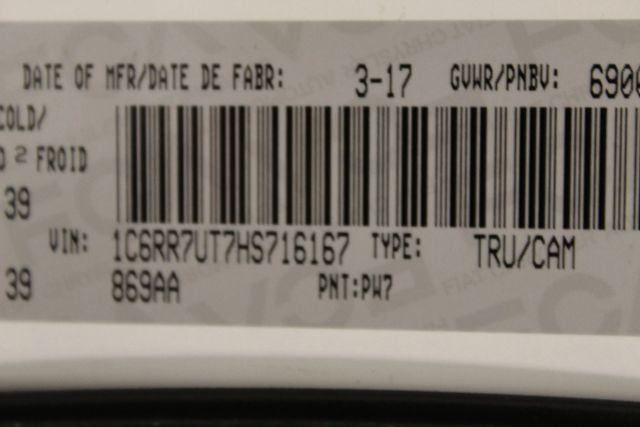 DATE OF MFR/DATE DE FABR: 3-17 GVWR/PNBV: 6900
COLD/
2 FROID
39
VIN: 1C6RR7UT7HS716167 TYPE: TRU/CAM
39 869AA PNT:PW7